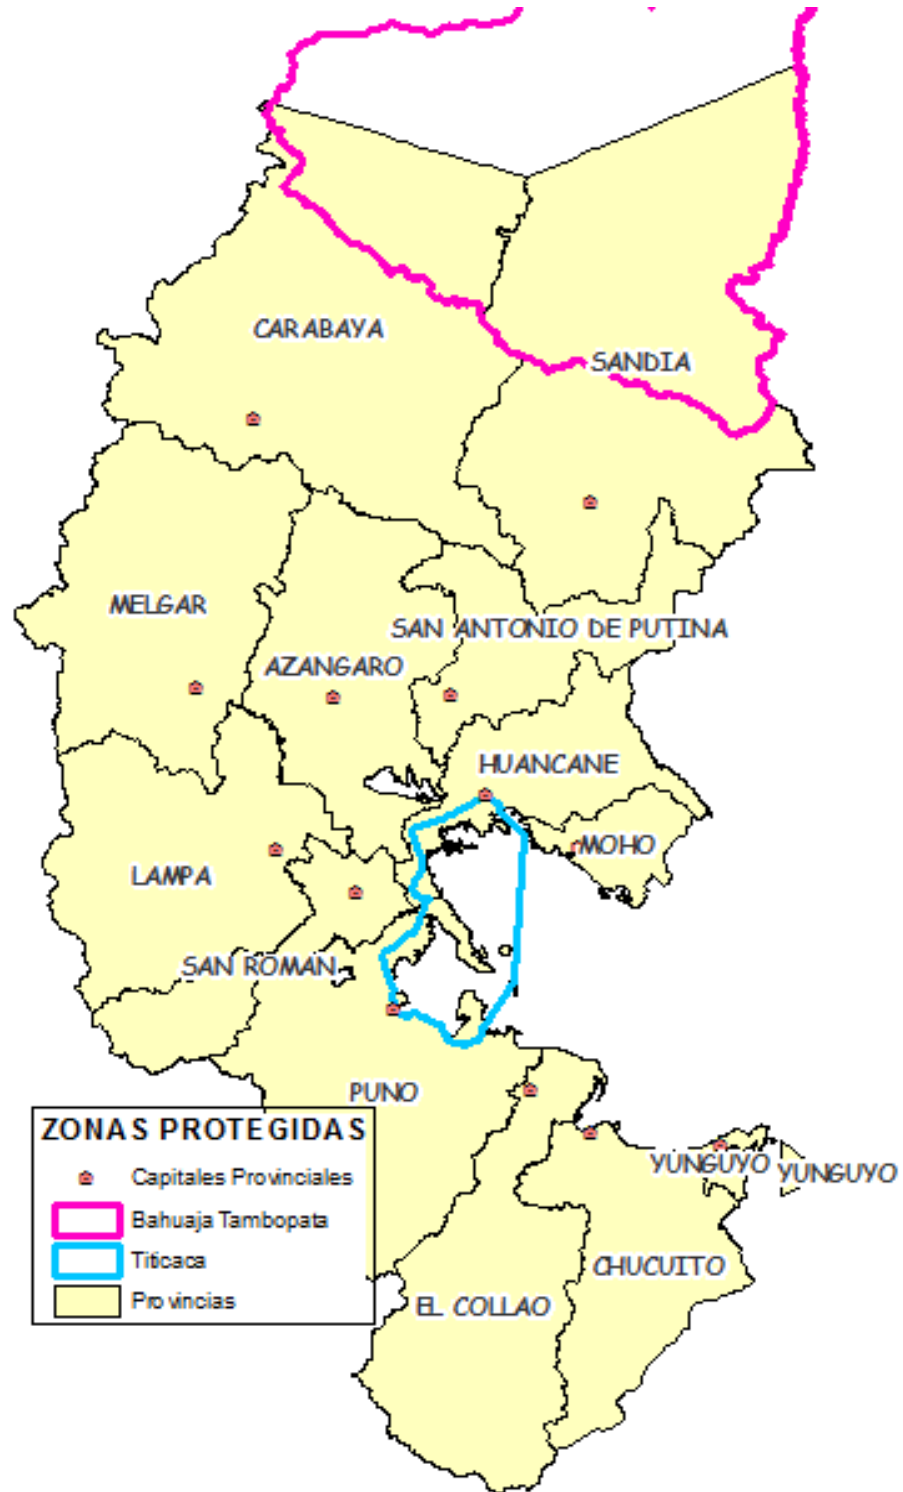 CARABAYA
SANDIA
MELGAR
SAN ANTONIO DE PUTINA
AZANGARO
HUANCANE
MOHO
LAMPA
SAN ROMAN
PUNO
ZONAS PROTEGIDAS
Capitales Provinciales
Bahuaja Tambopata
Titicaca
Provincias
YUNGUYO
YUNGUYO
CHUCUITO
EL COLLAO